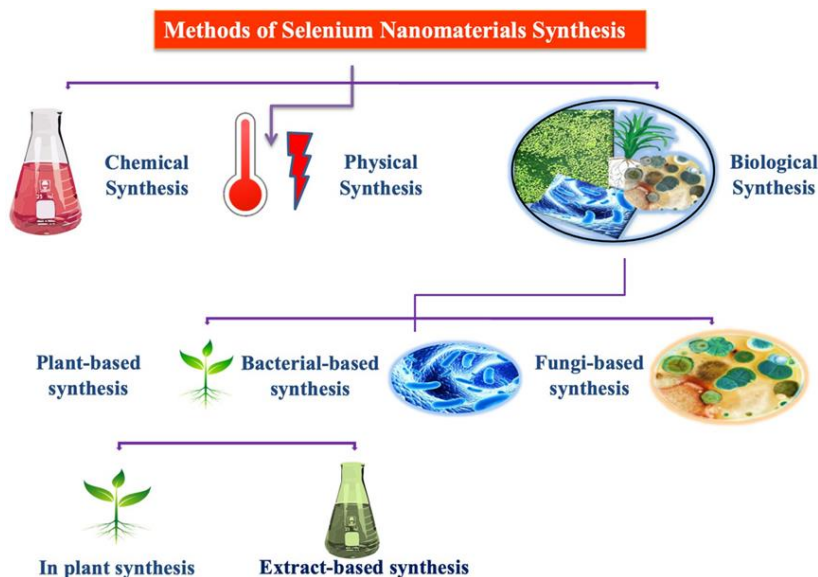 Methods of Selenium Nanomaterials Synthesis
Chemical
Synthesis
Physical
Synthesis
Biological
Synthesis
Plant-based
synthesis
Bacterial-based
synthesis
Fungi-based
synthesis
In plant synthesis
Extract-based synthesis